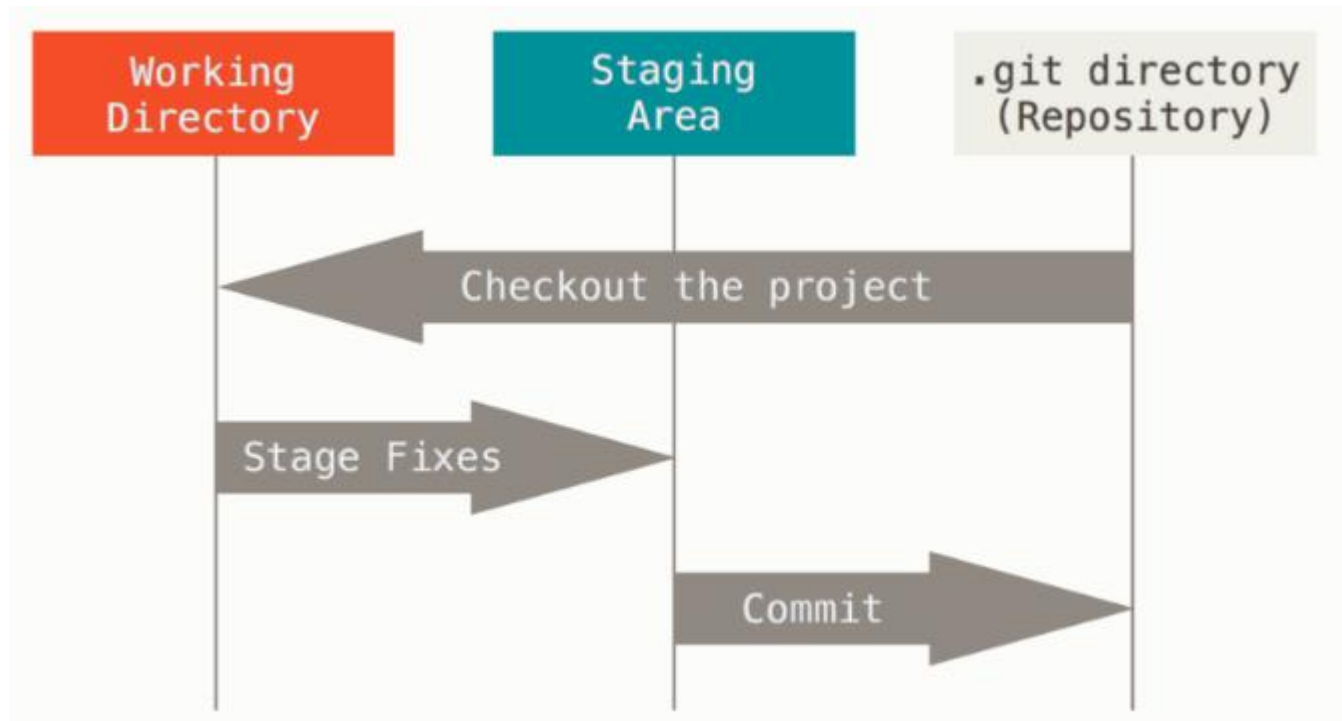 Working
Directory
Staging
Area
.git directory
(Repository)
Checkout the project
Stage Fixes
Commit